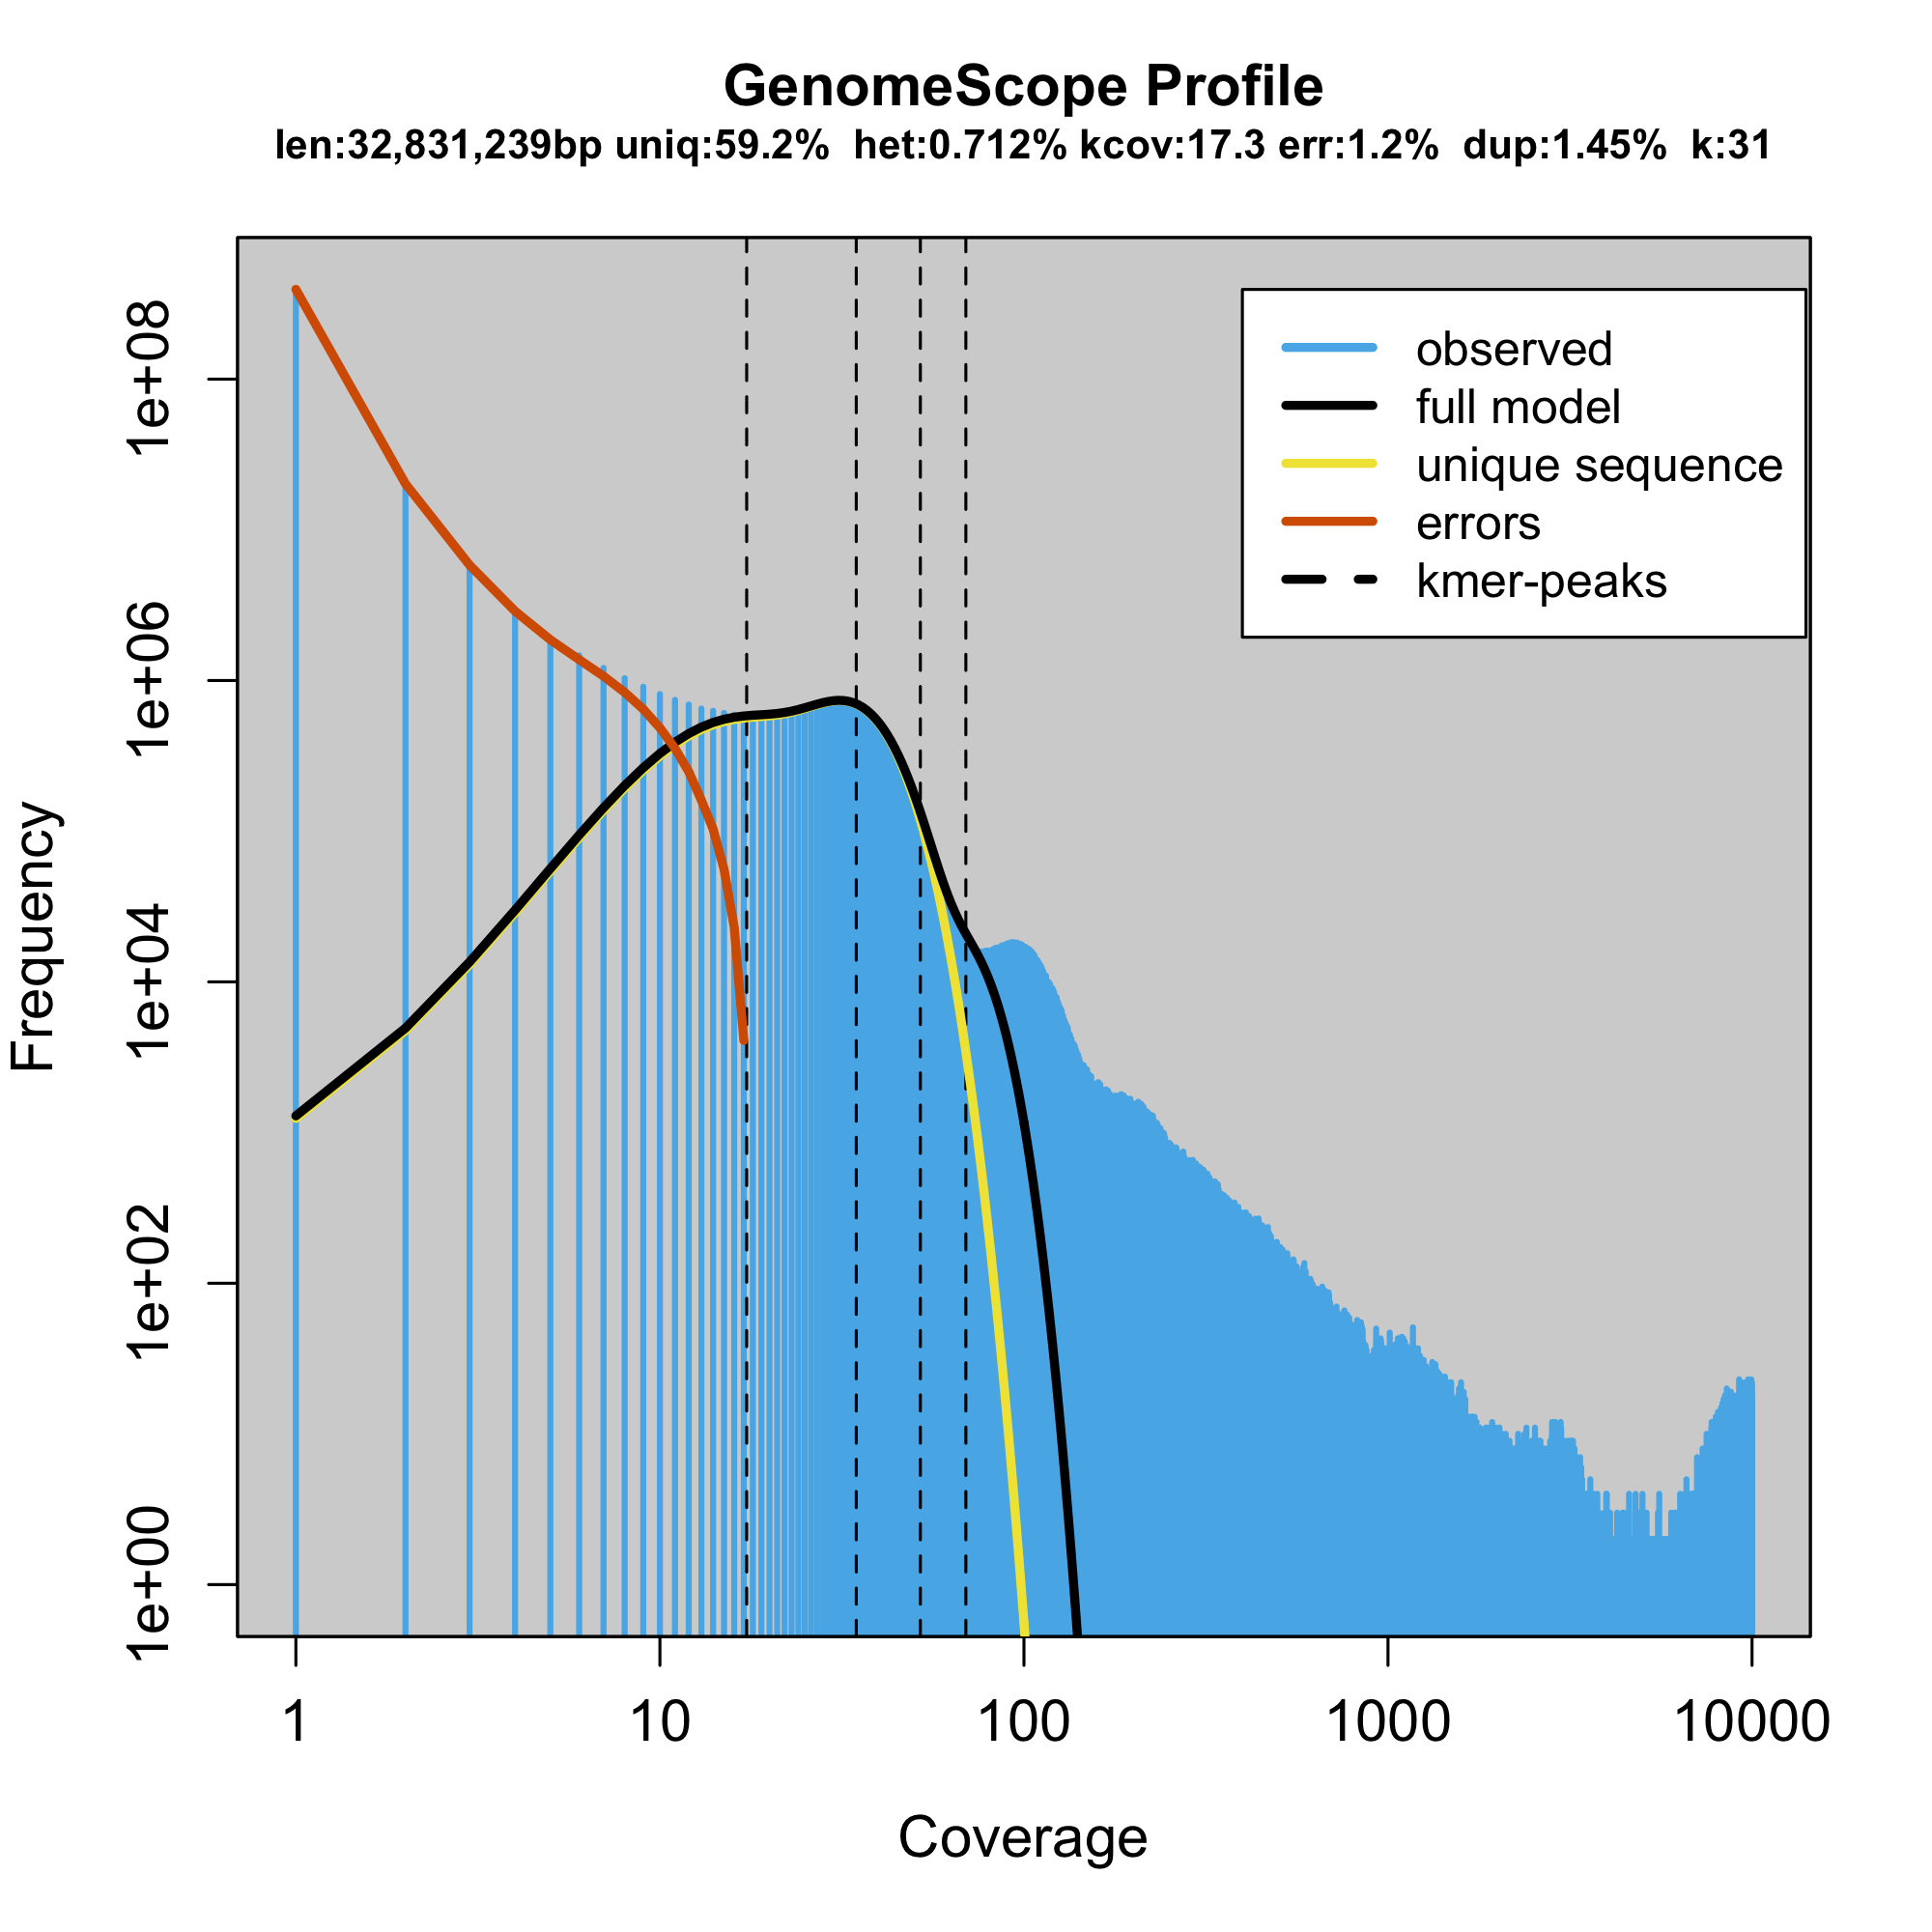 GenomeScope Profile
len:32,831,239bp uniq:59.2% het:0.712% kcov:17.3 err:1.2% dup:1.45% k:31
observed
full model
unique sequence
errors
kmer-peaks
Frequency
1e+08
1e+06
1e+04
1e+02
1e+00
1 10 100 1000 10000
Coverage